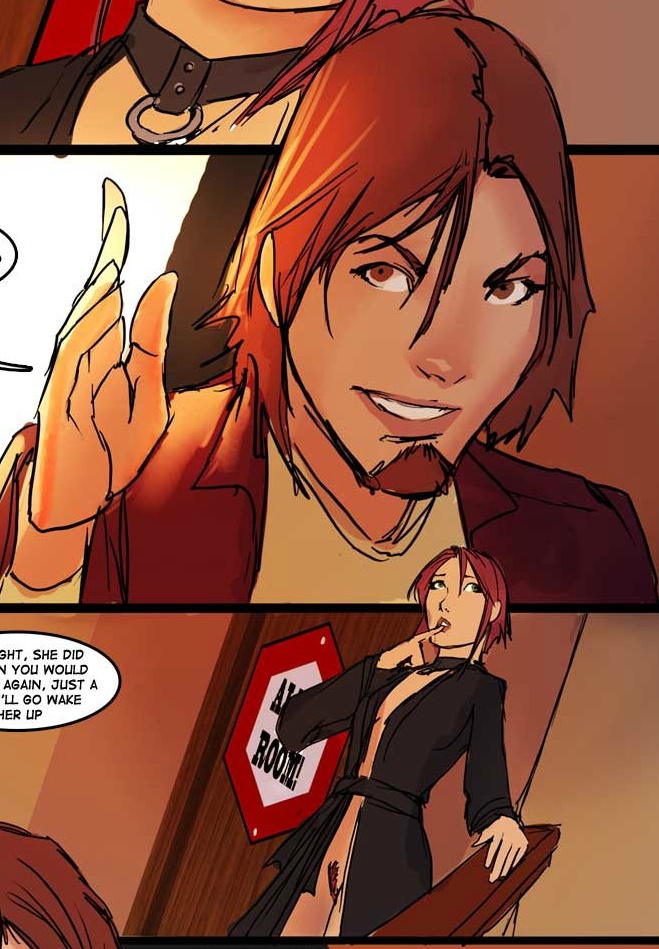 GHT, SHE DID
N YOU WOULD
AGAIN, JUST A
'LL GO WAKE
HER UP
A
ROOM!